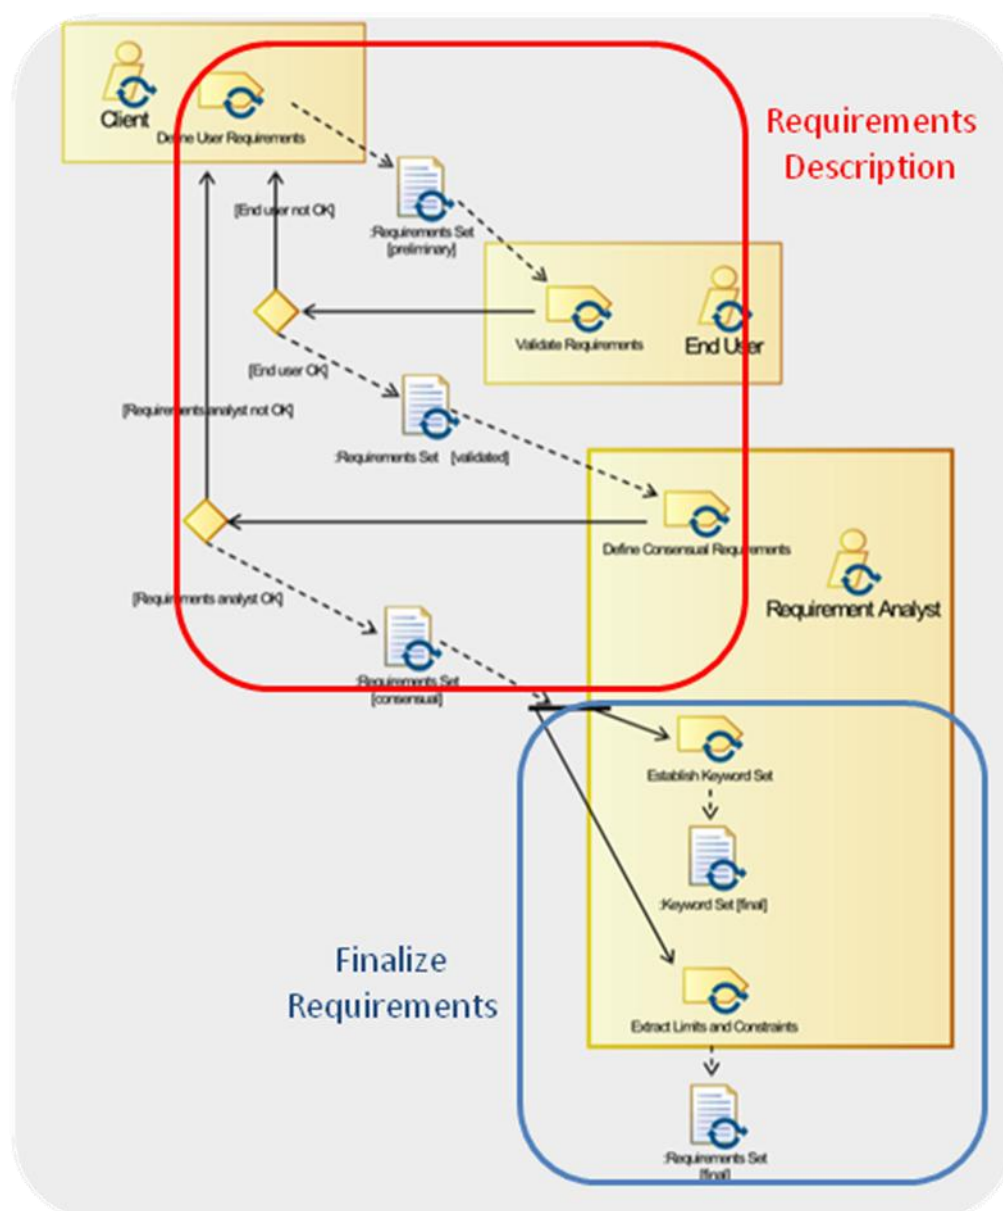 Client
Define User Requirements
Requirements
Description
[End user not OK]
:Requirements Set
[preliminary]
Validate Requirements
End User
[End user OK]
[Requirements analyst not OK]
:Requirements Set [validated]
Define Consensual Requirements
[Requirements analyst OK]
Requirement Analyst
:Requirements Set
[consensual]
Establish Keyword Set
:Keyword Set [final]
Finalize
Requirements
Extract Limits and Constraints
:Requirements Set
[final]